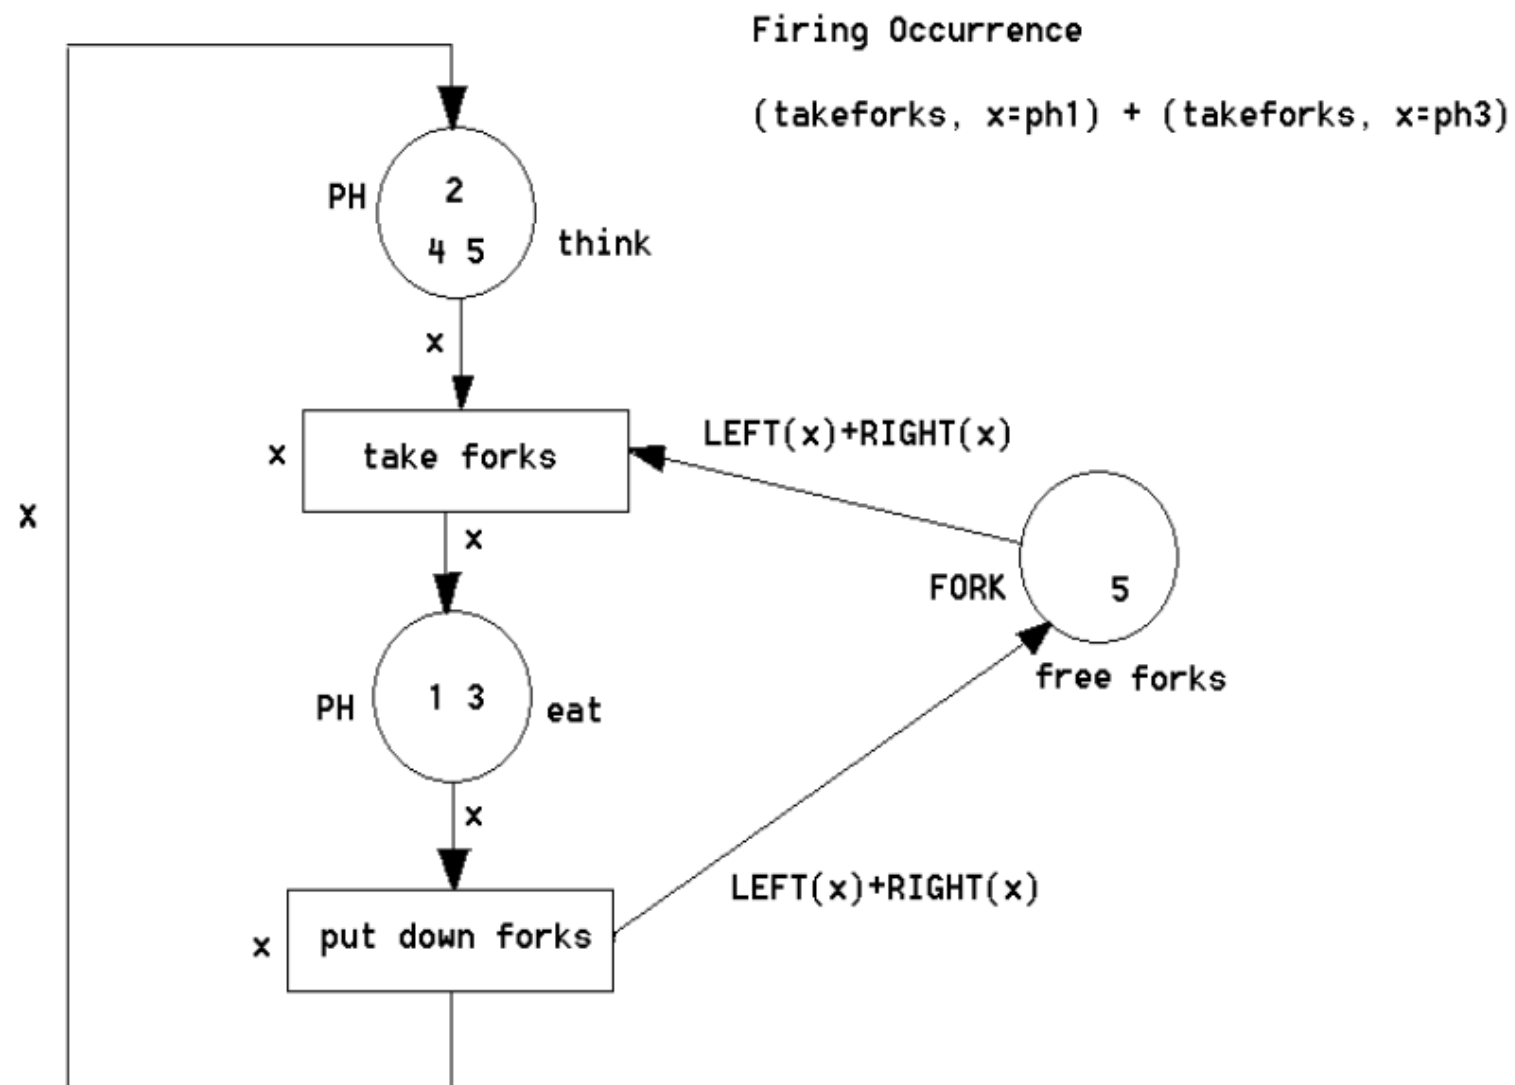 Firing Occurrence
(takeforks, x=ph1) + (takeforks, x=ph3)
PH
2
4 5
think
x
LEFT(x)+RIGHT(x)
x
take forks
x
x
FORK
5
free forks
PH
1 3
eat
x
LEFT(x)+RIGHT(x)
x
put down forks